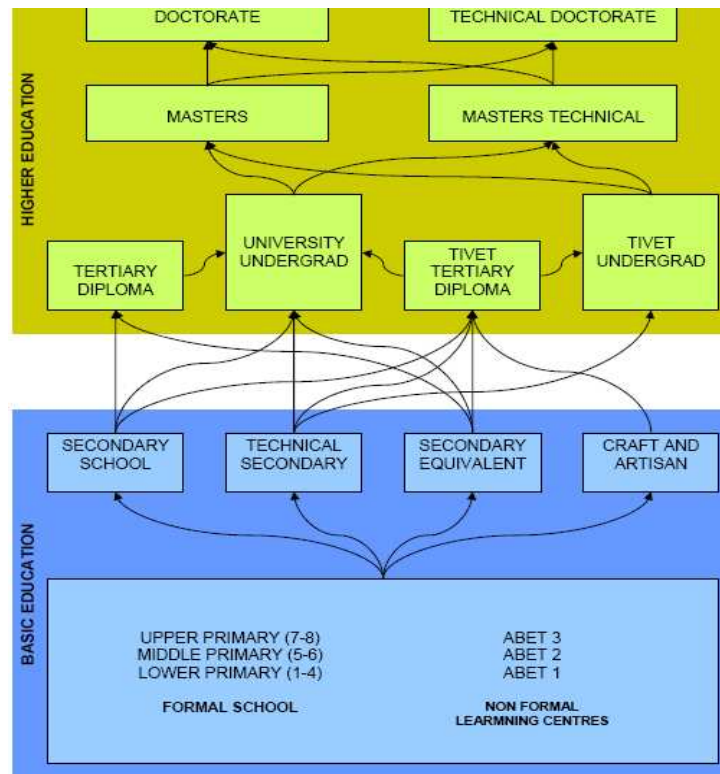 DOCTORATE
TECHNICAL DOCTORATE
HIGHER EDUCATION
MASTERS
MASTERS TECHNICAL
TERTIARY
DIPLOMA
UNIVERSITY
UNDERGRAD
TIVET
TERTIARY
DIPLOMA
TIVET
UNDERGRAD
BASIC EDUCATION
SECONDARY
SCHOOL
TECHNICAL
SECONDARY
SECONDARY
EQUIVALENT
CRAFT AND
ARTISAN
UPPER PRIMARY (7-8)
MIDDLE PRIMARY (5-6)
LOWER PRIMARY (1-4)
FORMAL SCHOOL
ABET 3
ABET 2
ABET 1
NON FORMAL
LEARMNING CENTRES